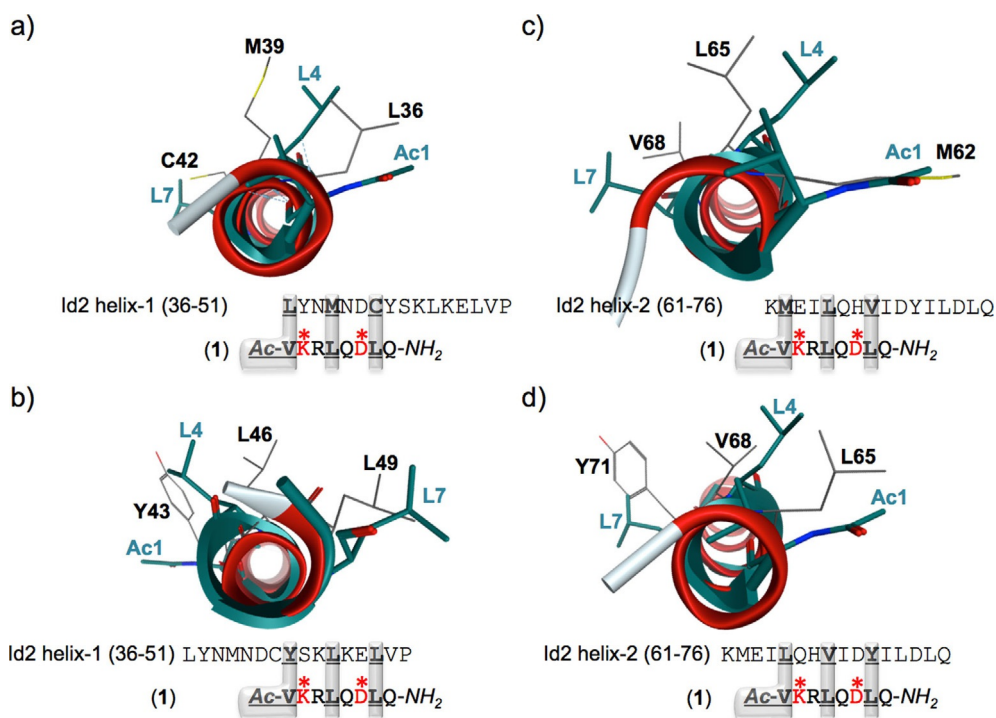 a)
M39
L4
L36
C42
Ac1
L7
Id2 helix-1 (36-51) LYNMNDCYSKLKELVP
* *
(1) Ac-VKRLQDLQ-NH2
c)
L65
L4
V68
Ac1
M62
L7
Id2 helix-2 (61-76) KMEILQHVIDYILDLQ
* *
(1) Ac-VKRLQDLQ-NH2
b)
L4
L46
L49
Y43
L7
Ac1
Id2 helix-1 (36-51) LYNMNDCYSKLKELVP
* *
(1) Ac-VKRLQDLQ-NH2
d)
L4
V68
L65
Y71
Ac1
L7
Id2 helix-2 (61-76) KMEILQHVIDYILDLQ
* *
(1) Ac-VKRLQDLQ-NH2